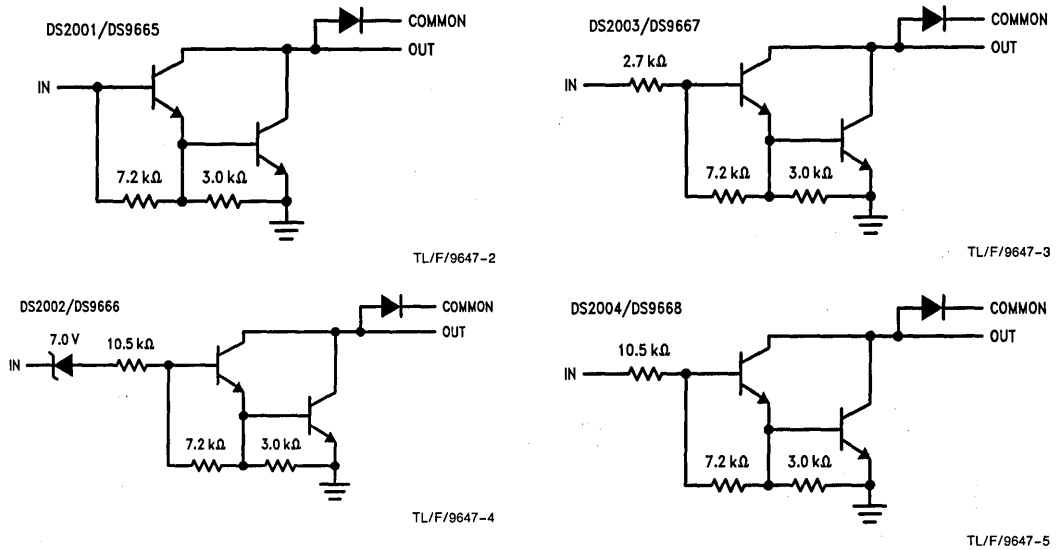 DS2001/DS9665
COMMON
OUT
IN
7.2 kΩ
3.0 kΩ
TL/F/9647-2
DS2003/DS9667
COMMON
OUT
2.7 kΩ
IN
7.2 kΩ
3.0 kΩ
TL/F/9647-3
DS2002/DS9666
COMMON
OUT
7.0 V
10.5 kΩ
IN
7.2 kΩ
3.0 kΩ
TL/F/9647-4
DS2004/DS9668
COMMON
OUT
10.5 kΩ
IN
7.2 kΩ
3.0 kΩ
TL/F/9647-5